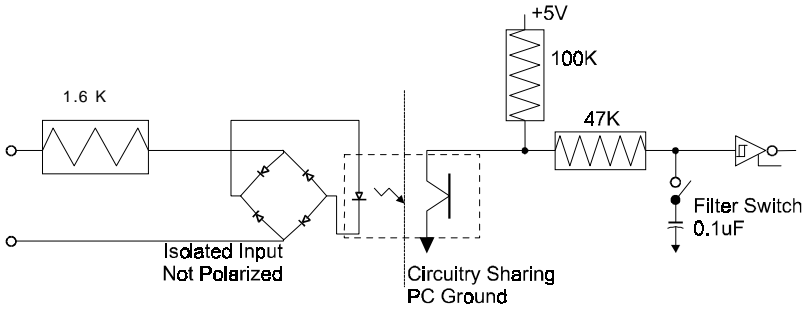 +5V
100K
1.6 K
47K
Filter Switch
0.1uF
Isolated Input
Not Polarized
Circuitry Sharing
PC Ground